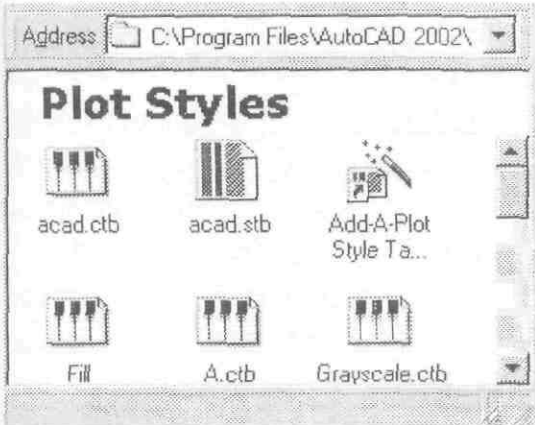 Address C:\Program Files\AutoCAD 2002\
Plot Styles
acad.ctb acad.stb Add-A-Plot
Style Ta...
Fill A.ctb Grayscale.ctb